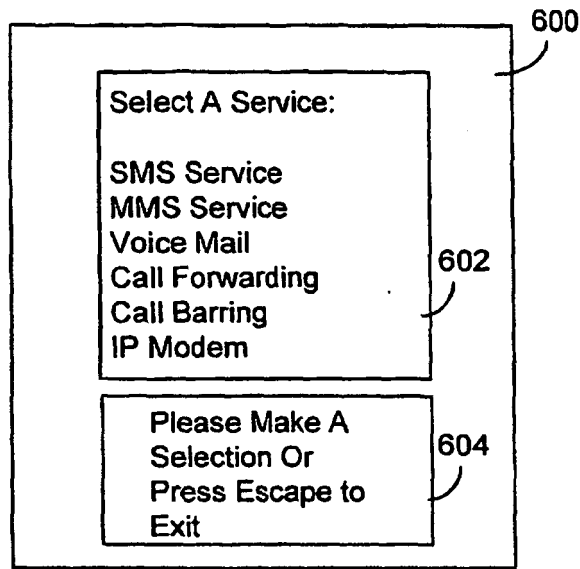 600
Select A Service:
SMS Service
MMS Service
Voice Mail
Call Forwarding
602
Call Barring
IP Modem
Please Make A
Selection Or
604
Press Escape to
Exit